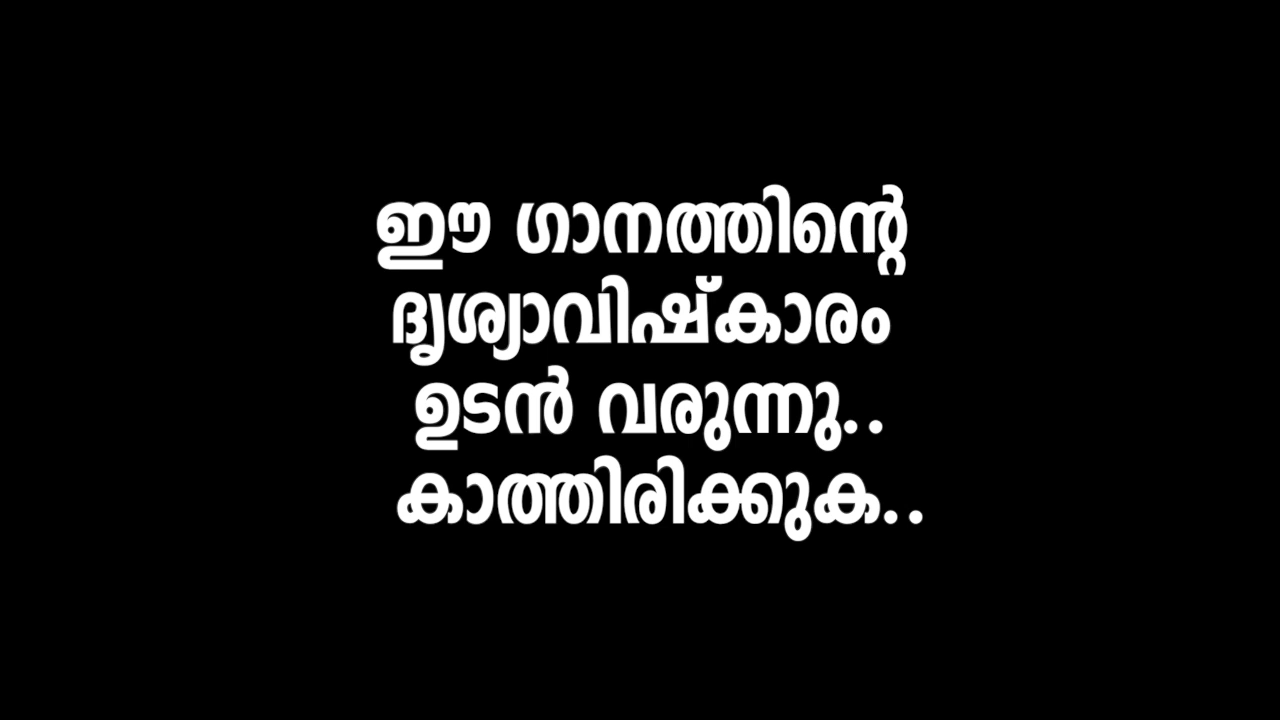 ഈ ഗാനത്തിന്റെ
ദൃശ്യാവിഷ്കാരം
ഉടൻ വരുന്നു..
കാത്തിരിക്കുക..